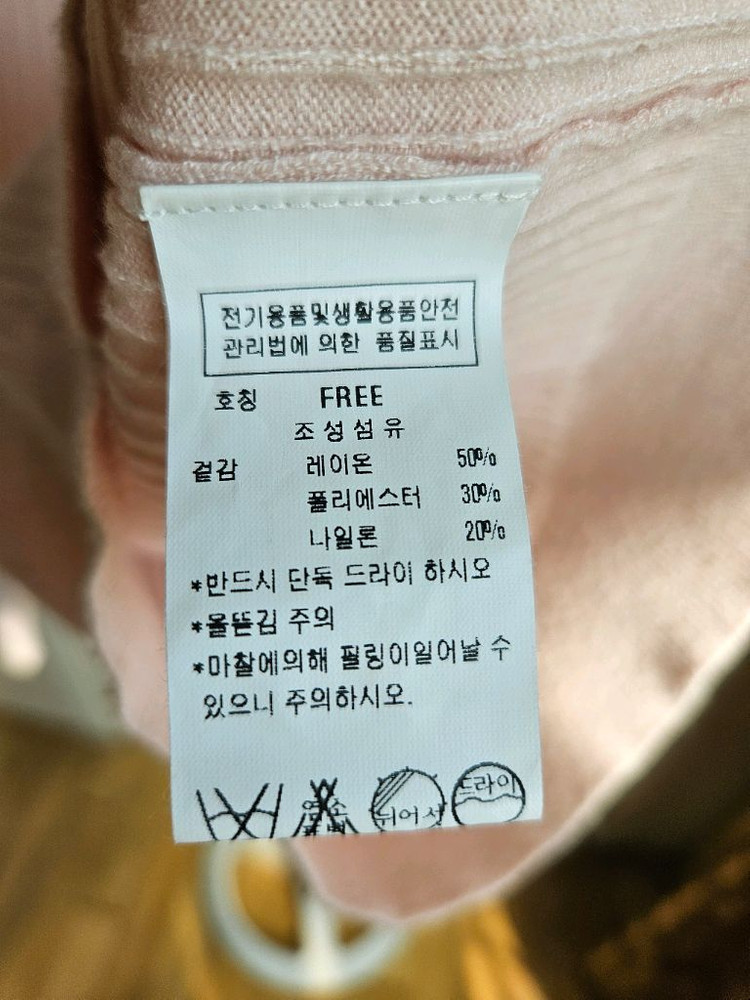 전기용품및생활용품안전
관리법에 의한 품질표시
호칭 FREE
조성섬유
겉감 레이온 50%
폴리에스터 30%
나일론 20%
*반드시 단독 드라이 하시오
*올뜯김 주의
*마찰에의해 필링이일어날 수
있으니 주의하시오.
염소
표백
뉘어서
드라이